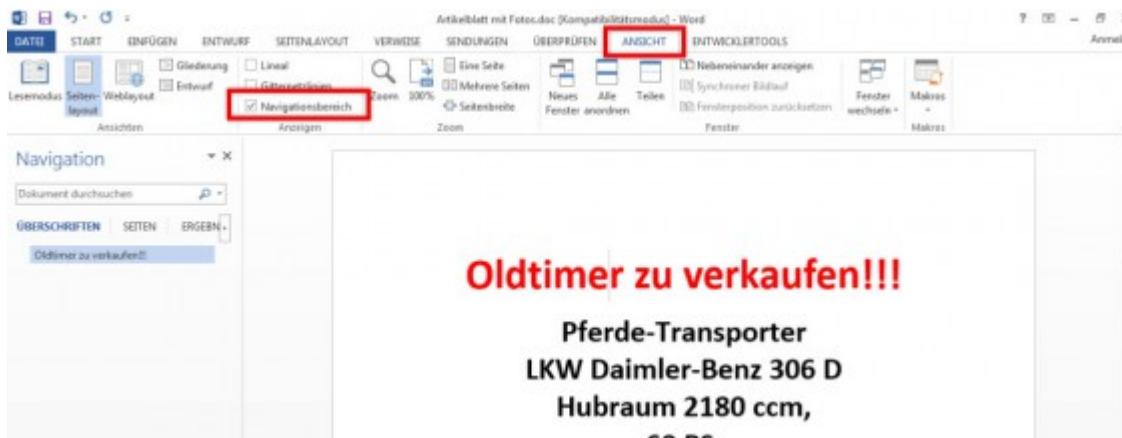 Artikelblatt mit Fotos.doc [Kompatibilitätsmodus] - Word
DATEI START EINFÜGEN ENTWURF SEITENLAYOUT VERWEISE SENDUNGEN ÜBERPRÜFEN ANSICHT ENTWICKLERTOOLS Anmel
Lesemodus Seiten-layout Weblayout
Gliederung
Entwurf
Ansichten
Lineal
Gitternetzlinien
Navigationsbereich
Anzeigen
Zoom 100%
Eine Seite
Mehrere Seiten
Seitenbreite
Zoom
Neues Fenster
Alle anordnen
Teilen
Nebeneinander anzeigen
Synchroner Bildlauf
Fensterposition zurücksetzen
Fenster wechseln
Fenster
Makros
Makros
Navigation
Dokument durchsuchen
ÜBERSCHRIFTEN SEITEN ERGEBN
Oldtimer zu verkaufen!!!
Oldtimer zu verkaufen!!!
Pferde-Transporter
LKW Daimler-Benz 306 D
Hubraum 2180 ccm,